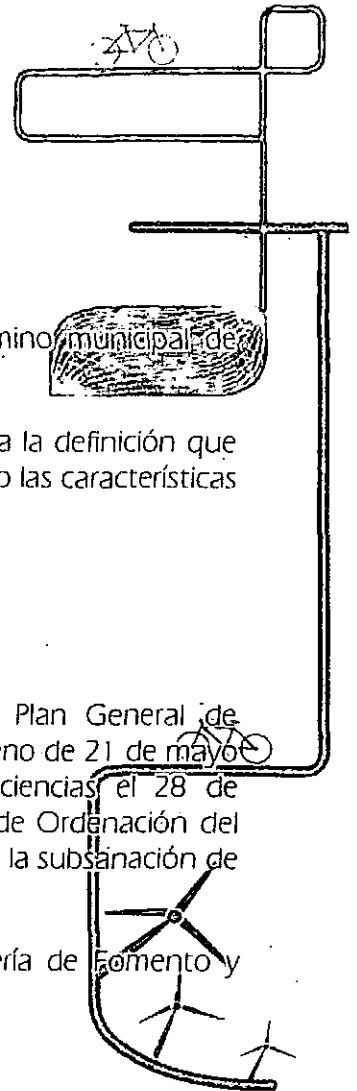 mino municipal de
a la definición que
o las características
Plan General de
eno de 21 de mayo
ciencias el 28 de
de Ordenación del
la subsanación de
ería de Fomento y